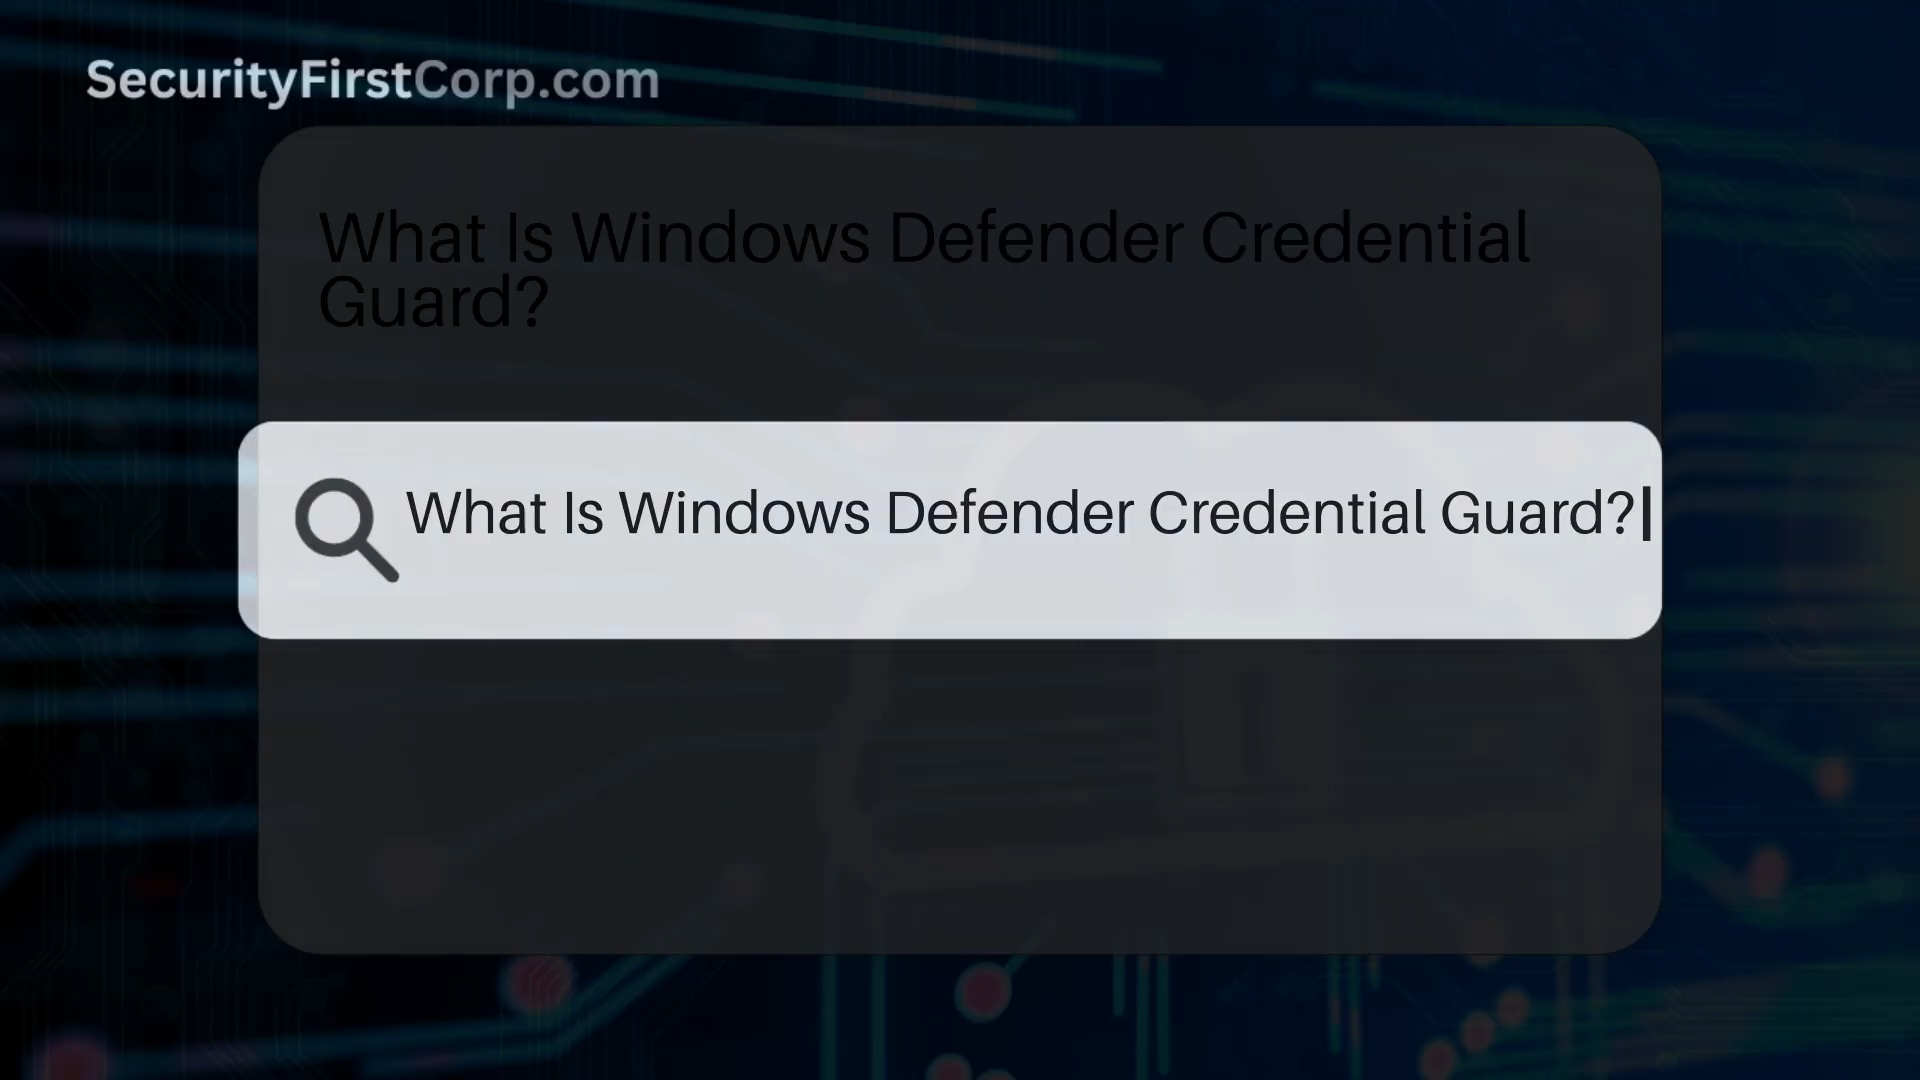 SecurityFirstCorp.com
What Is Windows Defender Credential
Guard?
What Is Windows Defender Credential Guard?